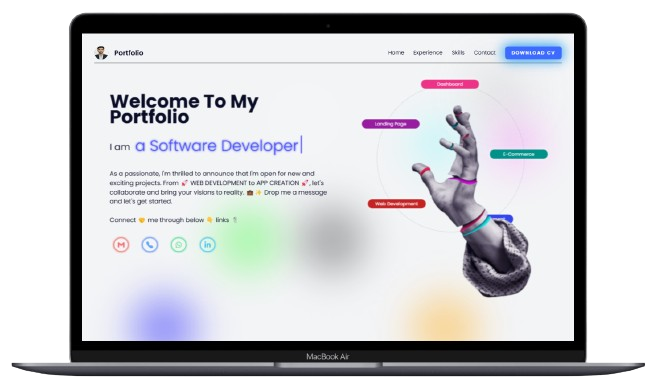 Portfolio
Home Experience Skills Contact DOWNLOAD CV
Welcome To My
Portfolio
I am a Software Developer
As a passionate, I'm thrilled to announce that I'm open for new and
exciting projects. From 🚀 WEB DEVELOPMENT to APP CREATION 🚀, let's
collaborate and bring your visions to reality. 💼 ✨ Drop me a message
and let's get started.
Connect 🤝 me through below 👇 links
Dashboard
Landing Page
E-Commerce
Web Development
MacBook Air